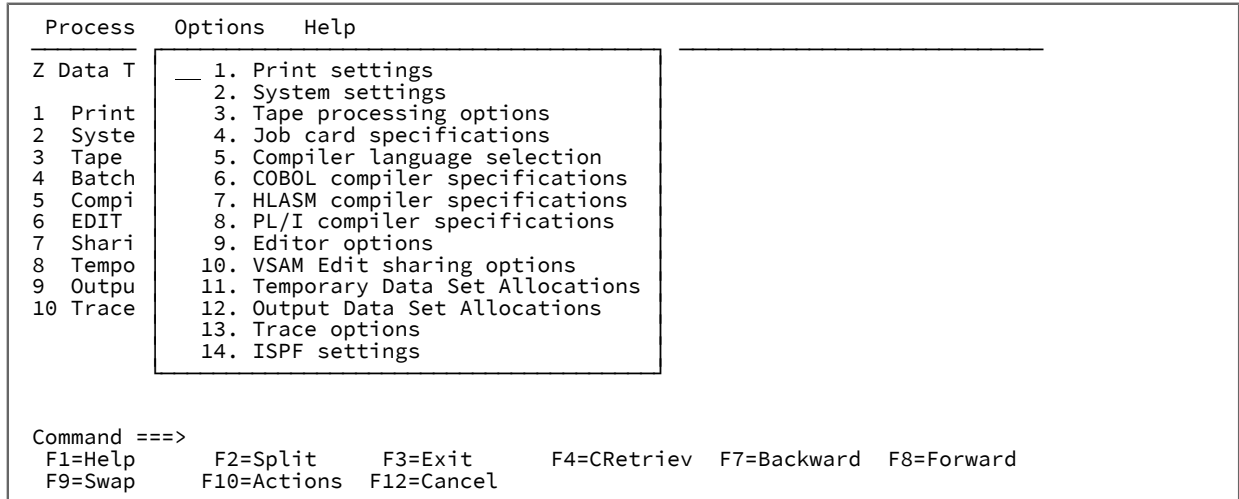 Process Options Help
Z Data T __ 1. Print settings
2. System settings
1 Print 3. Tape processing options
2 Syste 4. Job card specifications
3 Tape 5. Compiler language selection
4 Batch 6. COBOL compiler specifications
5 Compi 7. HLASM compiler specifications
6 EDIT 8. PL/I compiler specifications
7 Shari 9. Editor options
8 Tempo 10. VSAM Edit sharing options
9 Outpu 11. Temporary Data Set Allocations
10 Trace 12. Output Data Set Allocations
13. Trace options
14. ISPF settings
Command ===>
F1=Help F2=Split F3=Exit F4=CRetriev F7=Backward F8=Forward
F9=Swap F10=Actions F12=Cancel